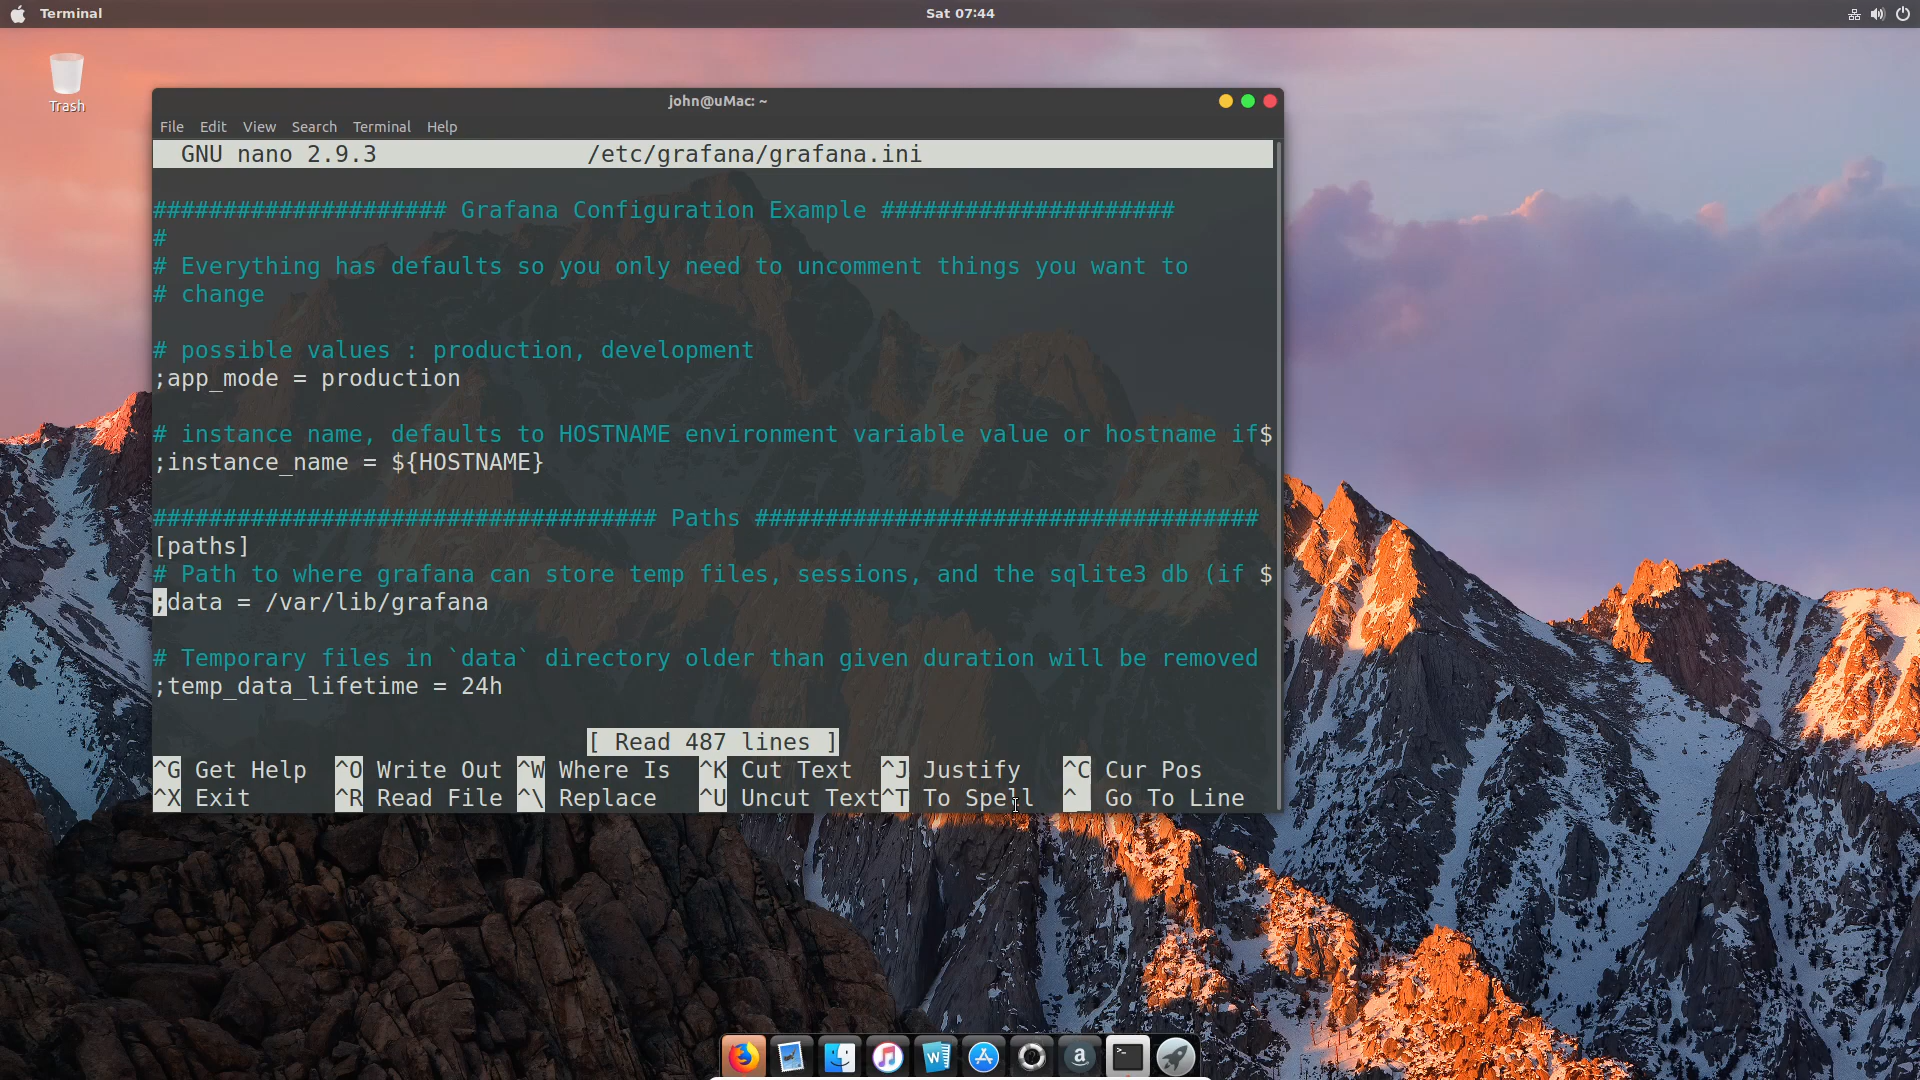 Terminal
Sat 07:44
Trash
john@uMac: ~
File Edit View Search Terminal Help
GNU nano 2.9.3 /etc/grafana/grafana.ini
##################### Grafana Configuration Example #####################
#
# Everything has defaults so you only need to uncomment things you want to
# change
# possible values : production, development
;app_mode = production
# instance name, defaults to HOSTNAME environment variable value or hostname if$
;instance_name = ${HOSTNAME}
#################################### Paths ####################################
[paths]
# Path to where grafana can store temp files, sessions, and the sqlite3 db (if $
;data = /var/lib/grafana
# Temporary files in `data` directory older than given duration will be removed
;temp_data_lifetime = 24h
[ Read 487 lines ]
^G Get Help ^O Write Out ^W Where Is ^K Cut Text ^J Justify ^C Cur Pos
^X Exit ^R Read File ^\ Replace ^U Uncut Text ^T To Spell ^_ Go To Line